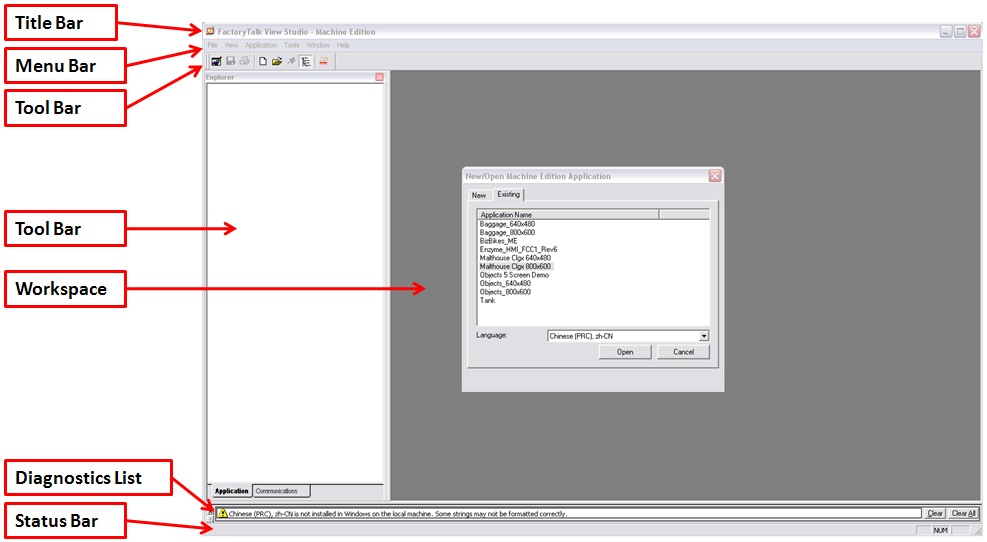 Title Bar
Menu Bar
Tool Bar
Tool Bar
Workspace
Diagnostics List
Status Bar
FactoryTalk View Studio - Machine Edition
File View Application Tools Window Help
Explorer
New/Open Machine Edition Application
New Existing
Application Name
Baggage_640x480
Baggage_800x600
BizBikes_ME
Enzyme_HMI_FCC1_Rev6
Malthouse Clgx 640x480
Malthouse Clgx 800x600
Objects 5 Screen Demo
Objects_640x480
Objects_800x600
Tank
Language: Chinese (PRC), zh-CN
Open Cancel
Application Communications
Chinese (PRC), zh-CN is not installed in Windows on the local machine. Some strings may not be formatted correctly. Clear Clear All
NUM